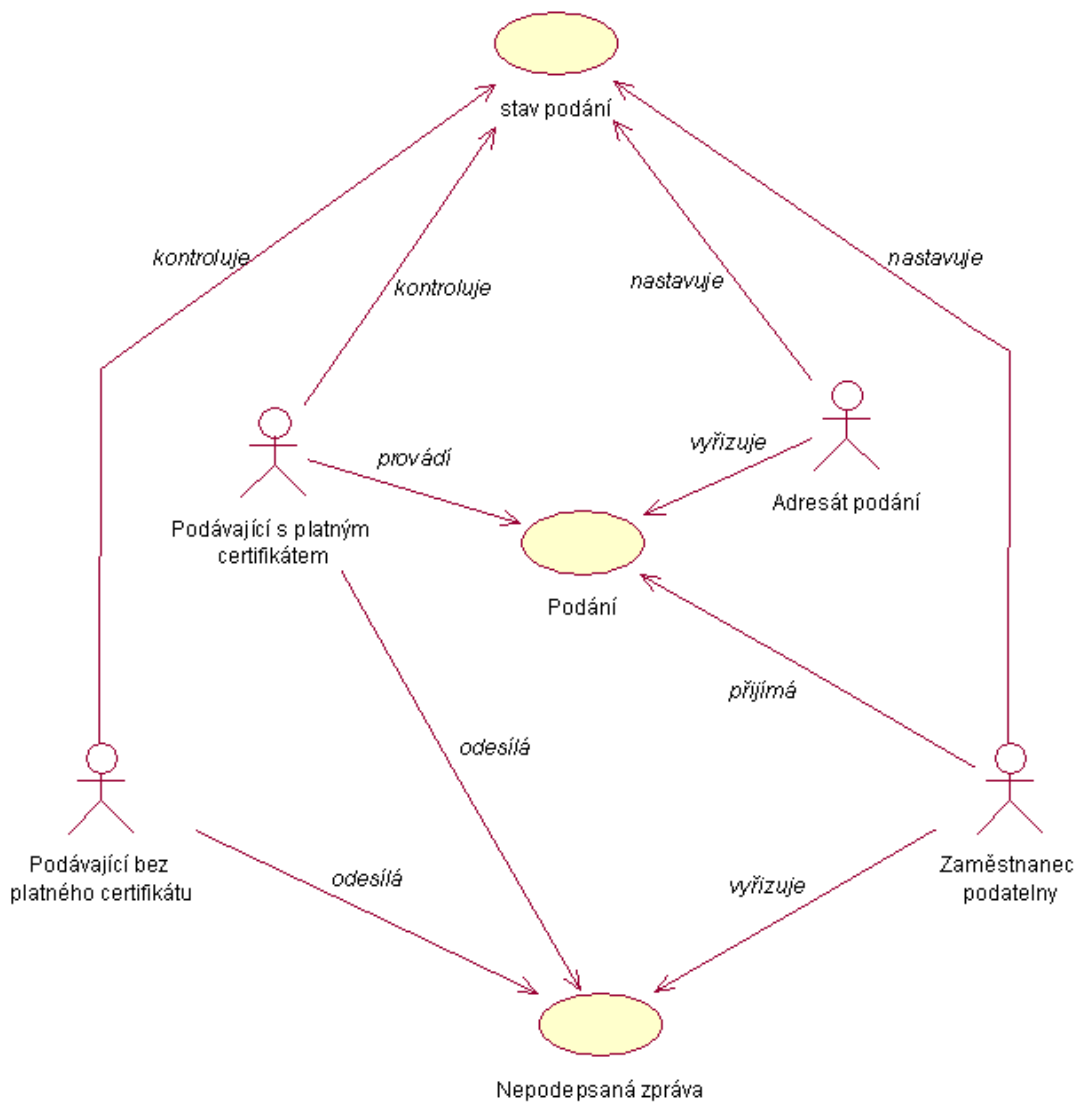 stav podání
kontroluje
nastavuje
kontroluje
nastavuje
provádí
vyřizuje
Adresát podání
Podávající s platným
certifikátem
Podání
přijímá
odesílá
Podávající bez
platného certifikátu
Zaměstnanec
podatelny
odesílá
vyřizuje
Nepodepsaná zpráva